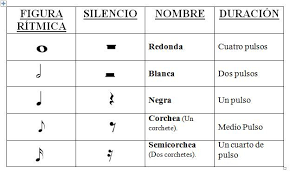 FIGURA RÍTMICA SILENCIO NOMBRE DURACIÓN
Redonda Cuatro pulsos
Blanca Dos pulsos
Negra Un pulso
Corchea (Un corchete). Medio Pulso
Semicorchea (Dos corchetes). Un cuarto de pulso